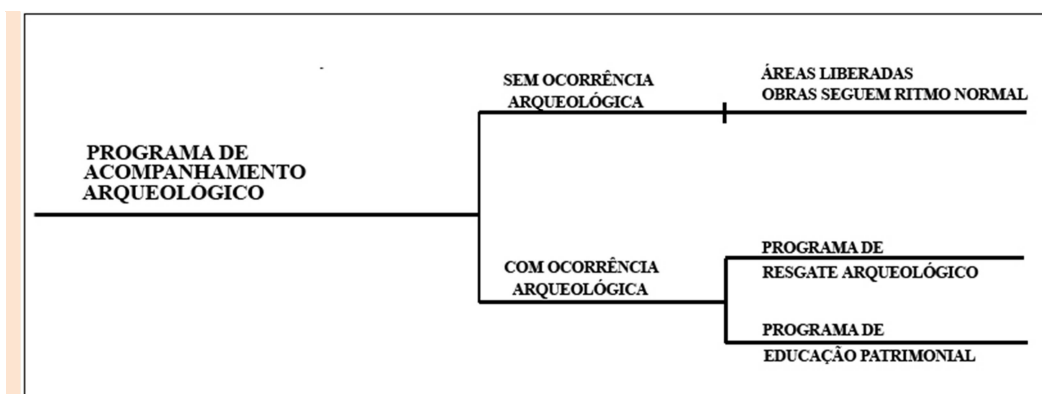 PROGRAMA DE
ACOMPANHAMENTO
ARQUEOLÓGICO
SEM OCORRÊNCIA
ARQUEOLÓGICA
ÁREAS LIBERADAS
OBRAS SEGUEM RITMO NORMAL
COM OCORRÊNCIA
ARQUEOLÓGICA
PROGRAMA DE
RESGATE ARQUEOLÓGICO
PROGRAMA DE
EDUCAÇÃO PATRIMONIAL